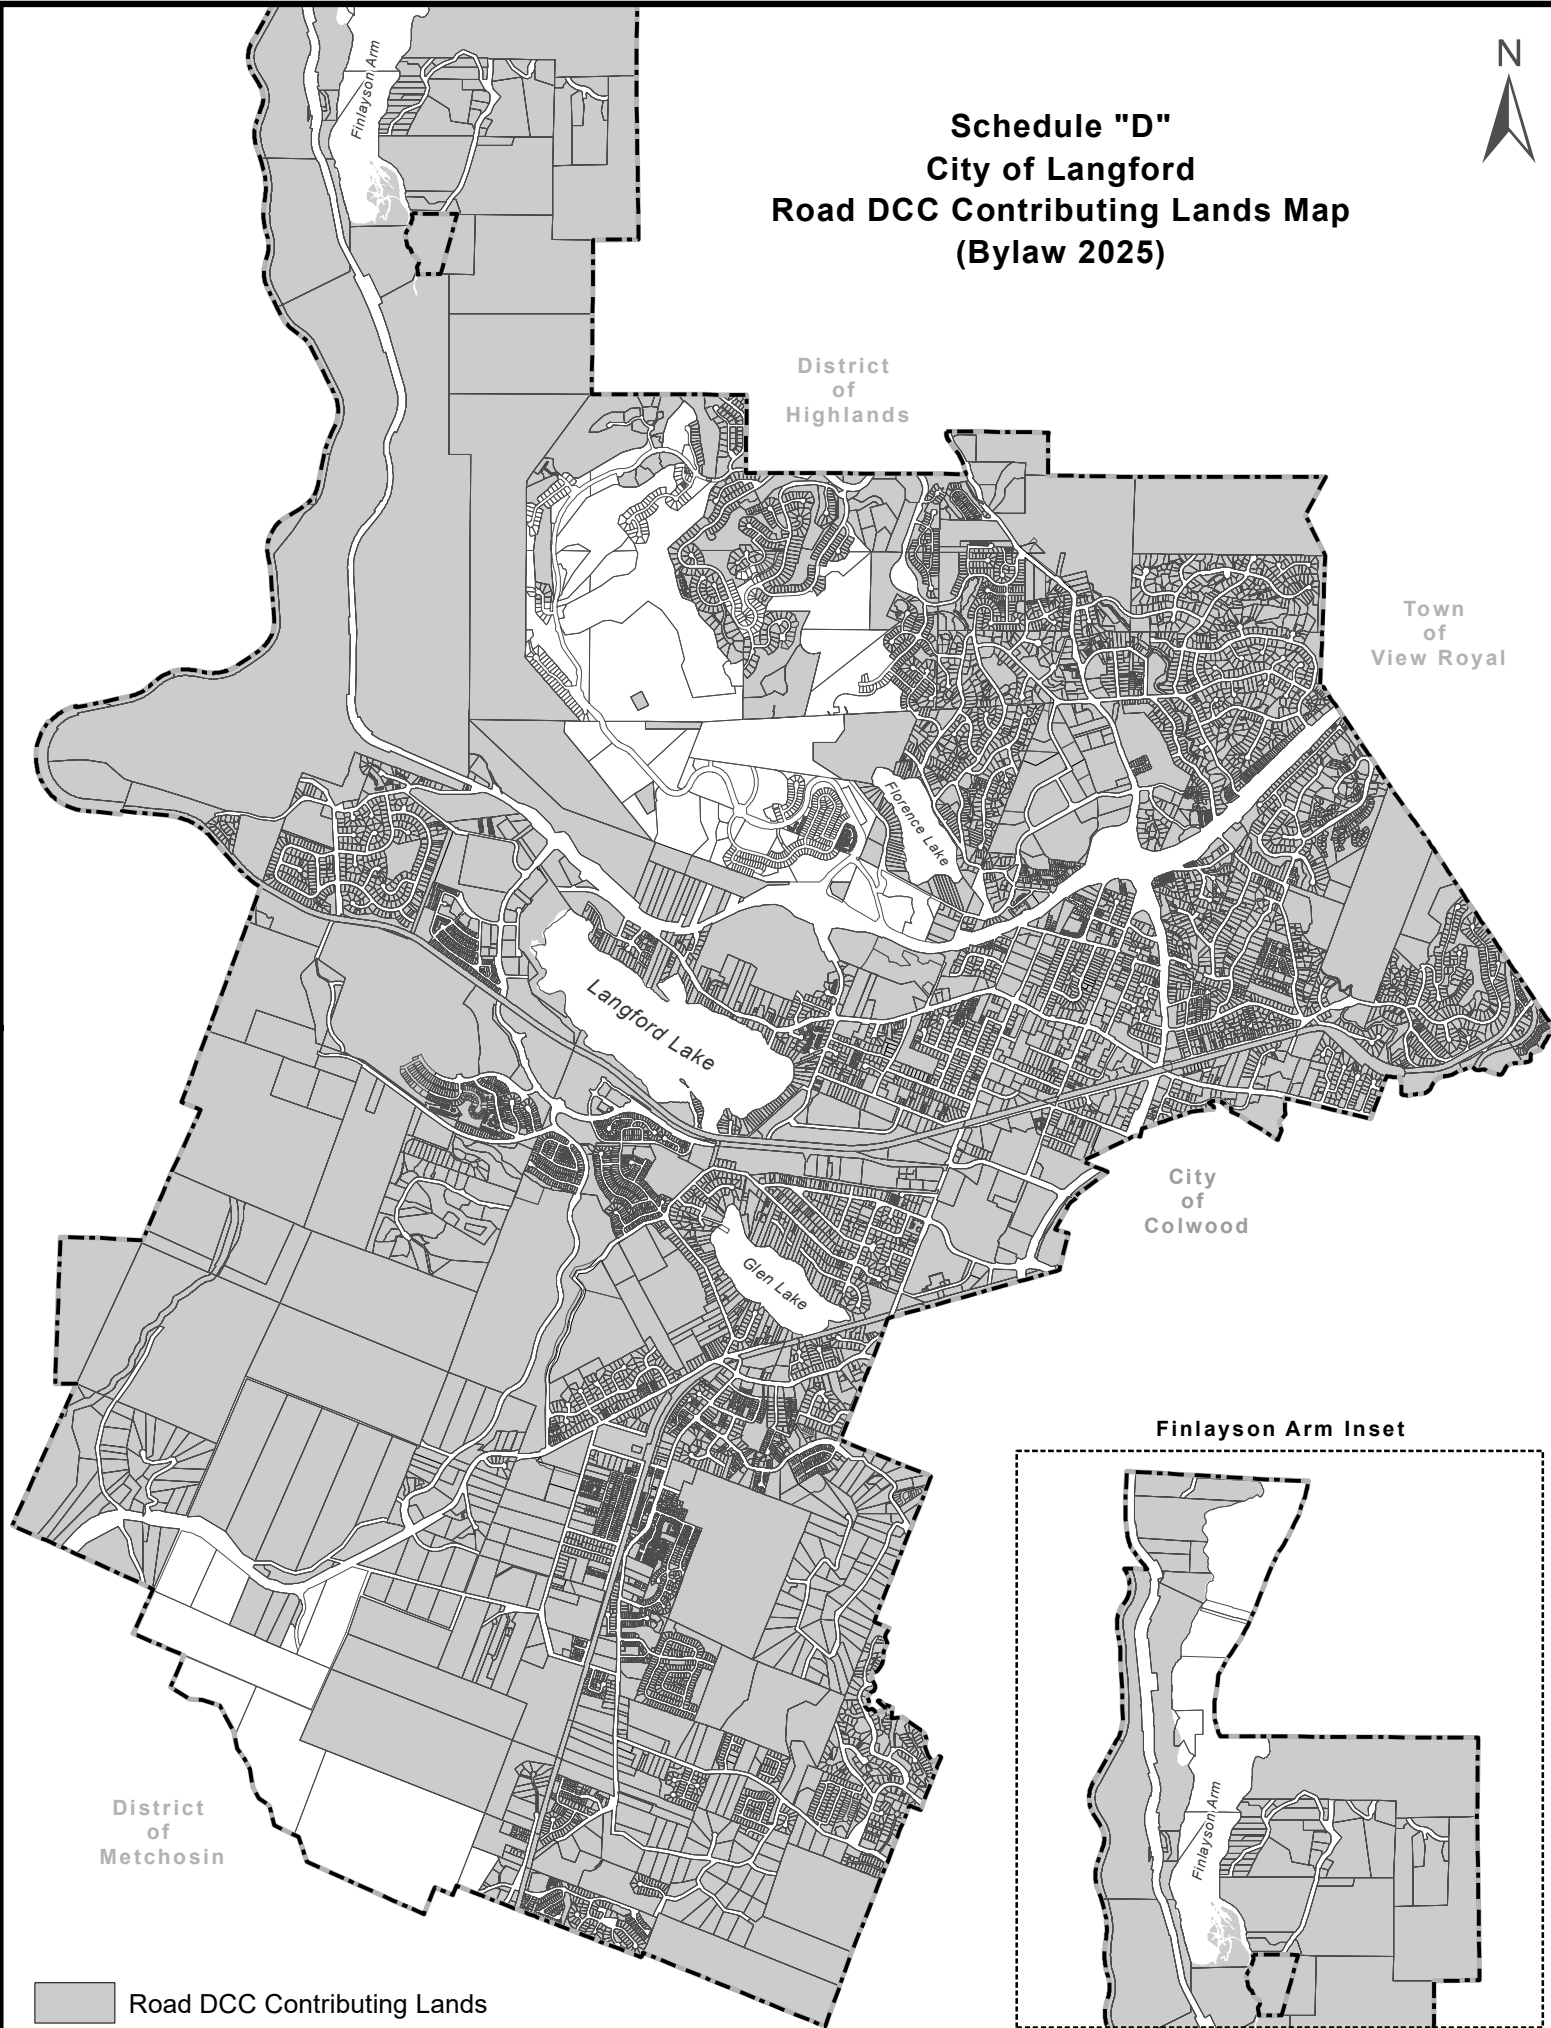 Finlayson Arm
N
Schedule "D"
City of Langford
Road DCC Contributing Lands Map
(Bylaw 2025)
District
of
Highlands
Town
of
View Royal
Florence Lake
Langford Lake
City
of
Colwood
Glen Lake
Finlayson Arm Inset
Finlayson Arm
District
of
Metchosin
Road DCC Contributing Lands